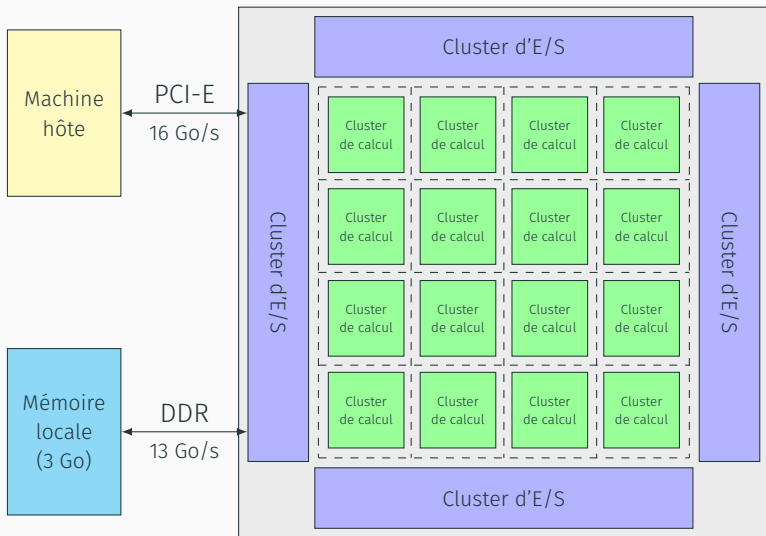 Cluster d'E/S
Machine
hôte
PCI-E
16 Go/s
Cluster d'E/S
Cluster
de calcul
Cluster
de calcul
Cluster
de calcul
Cluster
de calcul
Cluster d'E/S
Cluster
de calcul
Cluster
de calcul
Cluster
de calcul
Cluster
de calcul
Cluster
de calcul
Cluster
de calcul
Cluster
de calcul
Cluster
de calcul
Mémoire
locale
(3 Go)
DDR
13 Go/s
Cluster
de calcul
Cluster
de calcul
Cluster
de calcul
Cluster
de calcul
Cluster d'E/S